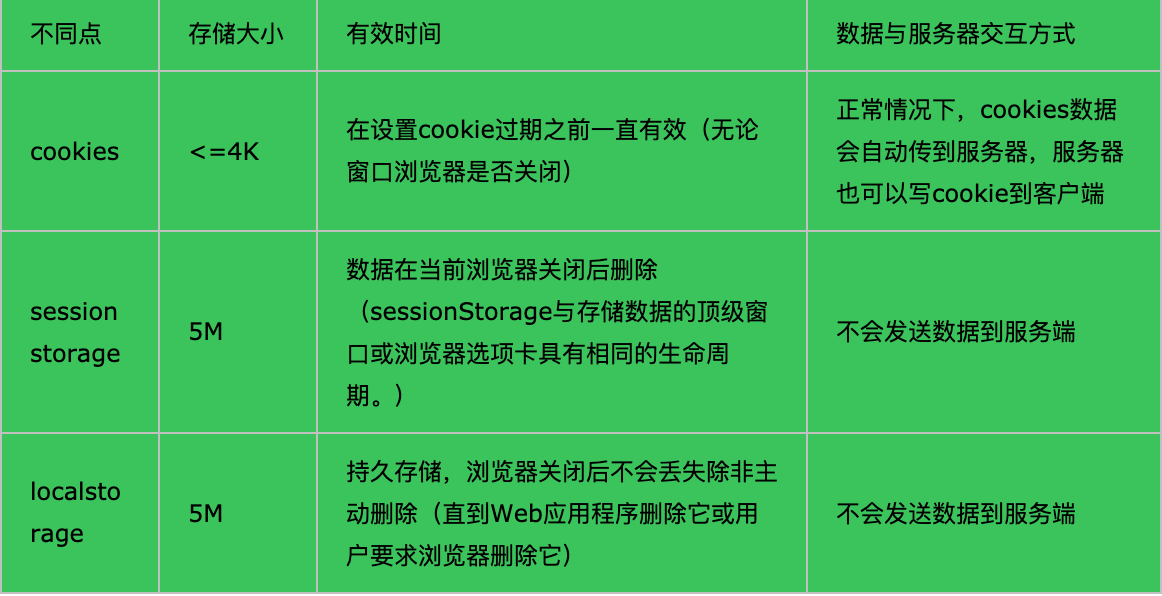 不同点
存储大小
有效时间
数据与服务器交互方式
cookies
<=4K
在设置cookie过期之前一直有效（无论
窗口浏览器是否关闭）
正常情况下，cookies数据
会自动传到服务器，服务器
也可以写cookie到客户端
session
storage
5M
数据在当前浏览器关闭后删除
（sessionStorage与存储数据的顶级窗
口或浏览器选项卡具有相同的生命周
期。）
不会发送数据到服务端
localsto
rage
5M
持久存储，浏览器关闭后不会丢失除非主
动删除（直到Web应用程序删除它或用
户要求浏览器删除它）
不会发送数据到服务端